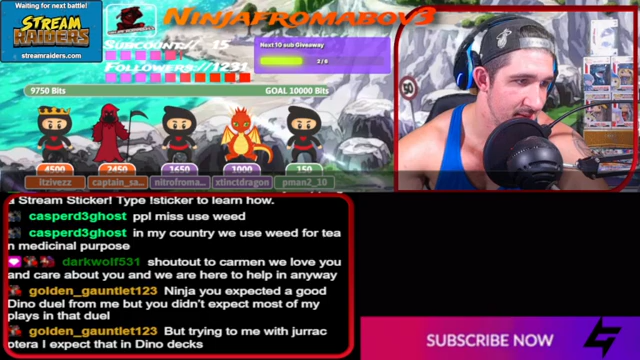 Waiting for next battle!
STREAM
RAIDERS
streamraiders.com
NINJAFROMABOV3
SUBCOUNT// 15
FOLLOWERS//1231
Next 10 sub Giveaway
3/6
50
9750 Bits
GOAL 10000 Bits
4500
2450
1650
1000
150
itzivezz
captain_sa...
nitrofroma...
xtinctdragon
pman2_10
a Stream Sticker! Type !sticker to learn how.
casperd3ghost ppl miss use weed
casperd3ghost in my country we use weed for tea
n medicinal purpose
darkwolf531 shoutout to carmen we love you
and care about you and we are here to help in anyway
golden_gauntlet123 Ninja you expected a good
Dino duel from me but you didn't expect most of my
plays in that duel
golden_gauntlet123 But trying to me with jurrac
ptera I expect that in Dino decks
SUBSCRIBE NOW